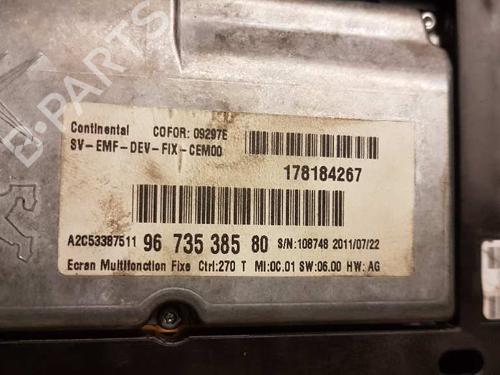 B-PARTS
Continental COFOR: 09297E
SV-EMF-DEV-FIX-CEM00
178184267
A2C53387511 96 735 385 80 S/N:108748 2011/07/22
Ecran Multifonction Fixe Ctrl:270 T MI:0C.01 SW:06.00 HW: AG